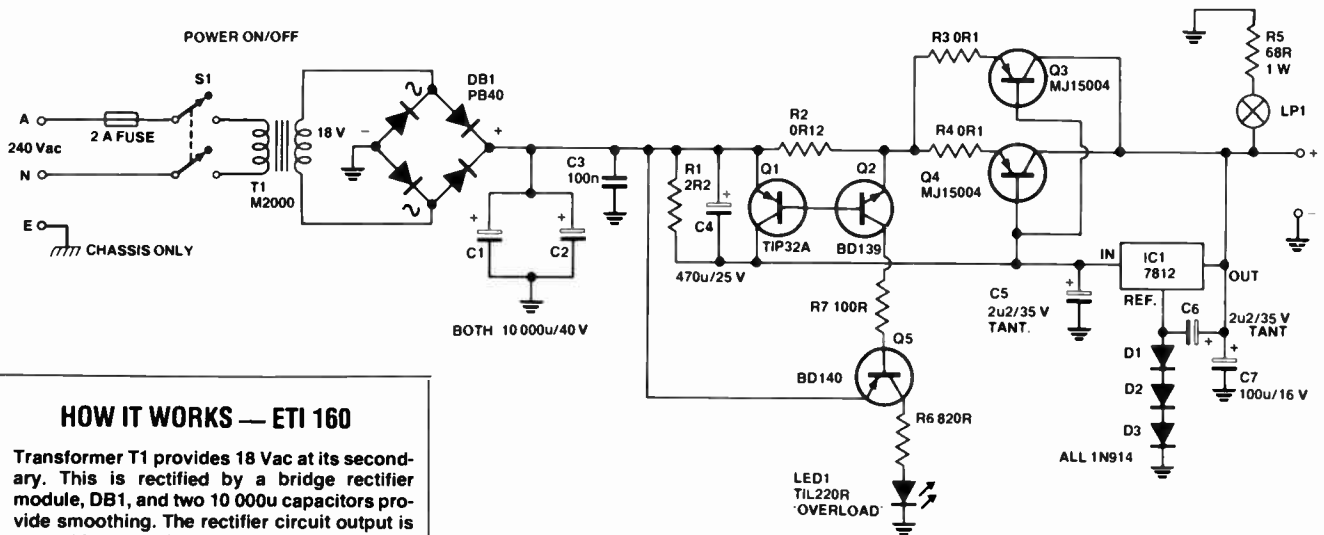 POWER ON/OFF
S1
A
2 A FUSE
240 Vac
N
E
CHASSIS ONLY
T1
M2000
18 V
DB1
PB40
~
~
-
+
C3
100n
+
C1
+
C2
BOTH 10 000u/40 V
R1
2R2
+
C4
470u/25 V
Q1
TIP32A
R2
0R12
Q2
BD139
R3 0R1
Q3
MJ15004
R4 0R1
Q4
MJ15004
R5
68R
1 W
LP1
+
-
R7 100R
Q5
BD140
R6 820R
LED1
TIL220R
'OVERLOAD'
C5
2u2/35 V
TANT.
+
IN
IC1
7812
OUT
REF.
C6
+
2u2/35 V
TANT
+
C7
100u/16 V
D1
D2
D3
ALL 1N914
HOW IT WORKS — ETI 160
Transformer T1 provides 18 Vac at its second-
ary. This is rectified by a bridge rectifier
module, DB1, and two 10 000u capacitors pro-
vide smoothing. The rectifier circuit output is